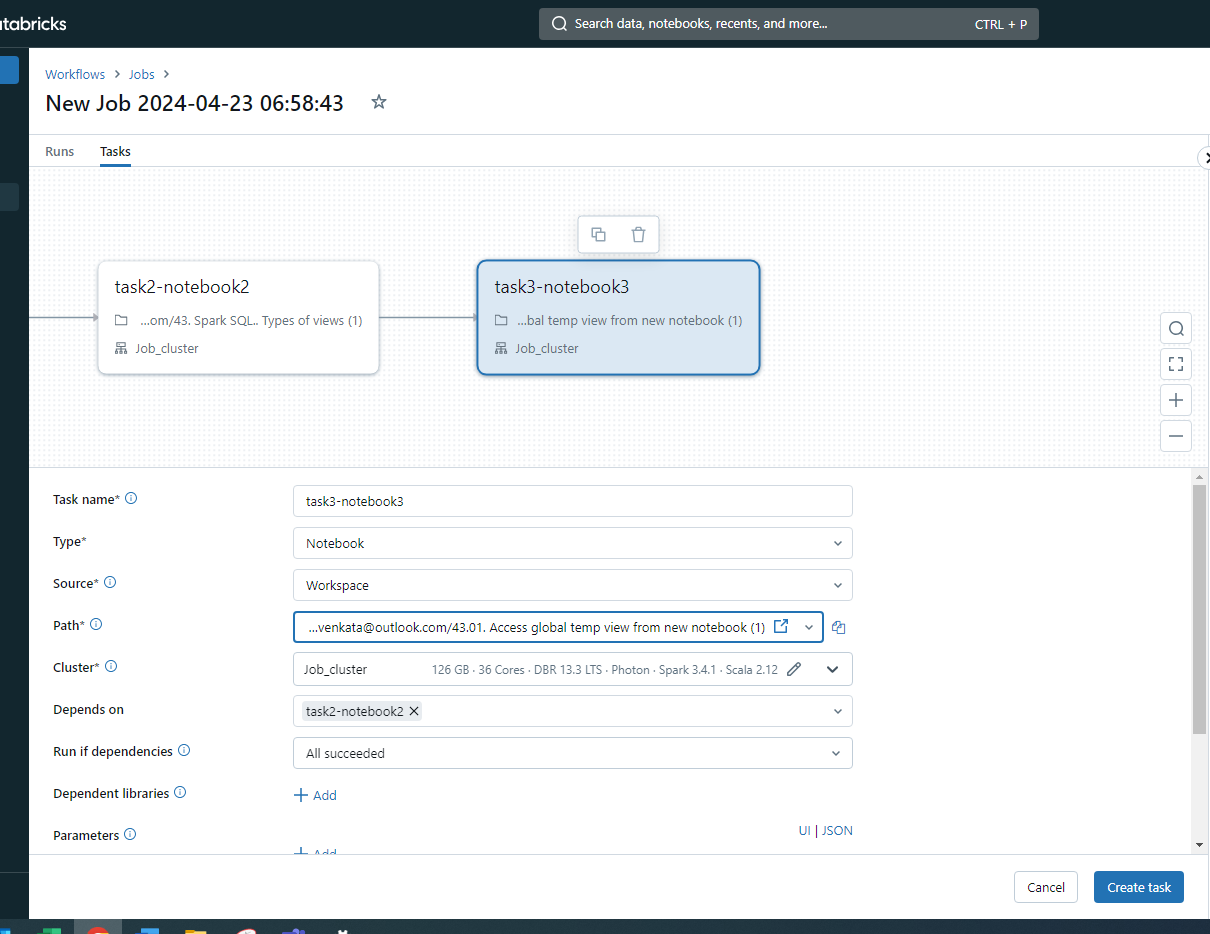 atabricks
Search data, notebooks, recents, and more...
CTRL + P
Workflows > Jobs >
New Job 2024-04-23 06:58:43
Runs
Tasks
task2-notebook2
...om/43. Spark SQL.. Types of views (1)
Job_cluster
task3-notebook3
...bal temp view from new notebook (1)
Job_cluster
Task name*
task3-notebook3
Type*
Notebook
Source*
Workspace
Path*
...venkata@outlook.com/43.01. Access global temp view from new notebook (1)
Cluster*
Job_cluster
126 GB · 36 Cores · DBR 13.3 LTS · Photon · Spark 3.4.1 · Scala 2.12
Depends on
task2-notebook2
Run if dependencies
All succeeded
Dependent libraries
+ Add
Parameters
UI | JSON
+ Add
Cancel
Create task